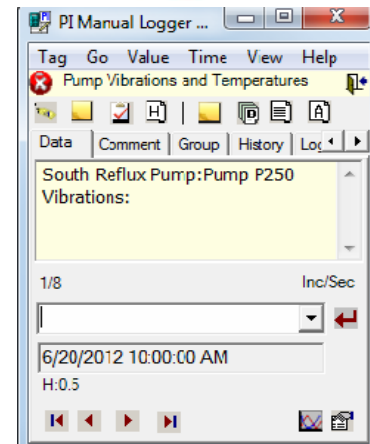 PI Manual Logger ...
Tag Go Value Time View Help
Pump Vibrations and Temperatures
H A
Data Comment Group History Log
South Reflux Pump:Pump P250
Vibrations:
1/8 Inc/Sec
6/20/2012 10:00:00 AM
H:0.5